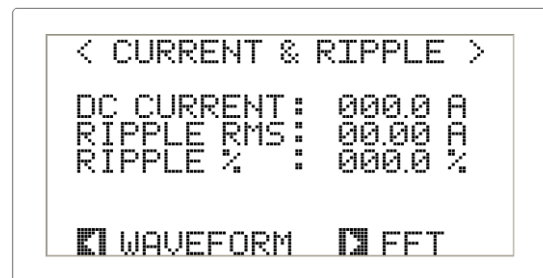 < CURRENT & RIPPLE >
DC CURRENT: 000.0 A
RIPPLE RMS: 00.00 A
RIPPLE % : 000.0 %
WAVEFORM FFT